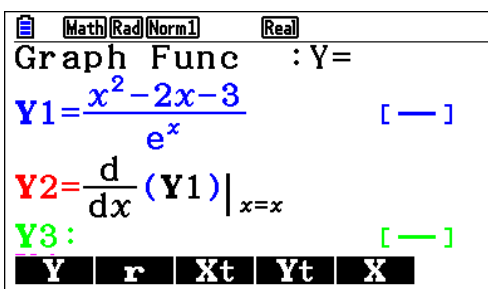 Math Rad Norm1 Real
Graph Func :Y=
Y1=x²-2x-3/eˣ [—]
Y2=d/dx(Y1)|x=x
Y3: [—]
Y r Xt Yt X